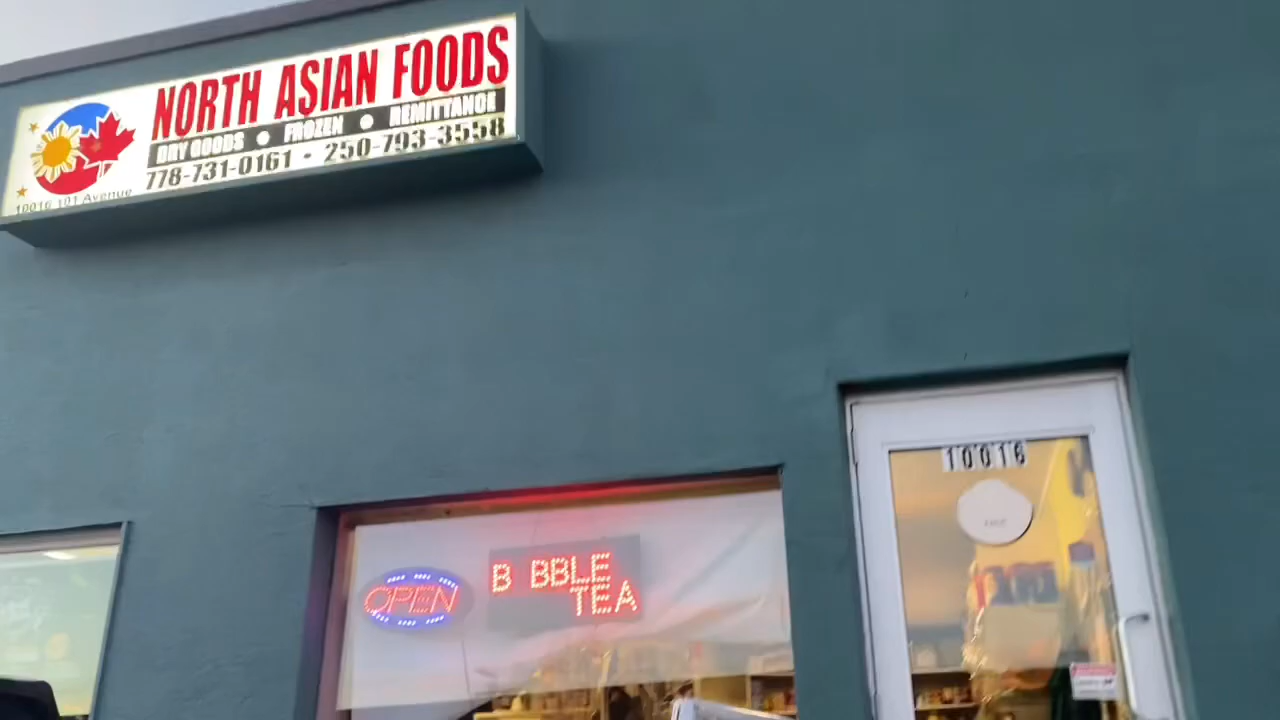 NORTH ASIAN FOODS
DRY GOODS • FROZEN • REMITTANCE
778-731-0161 • 250-793-3558
10016 101 Avenue
10016
OPEN
B BBLE
TEA